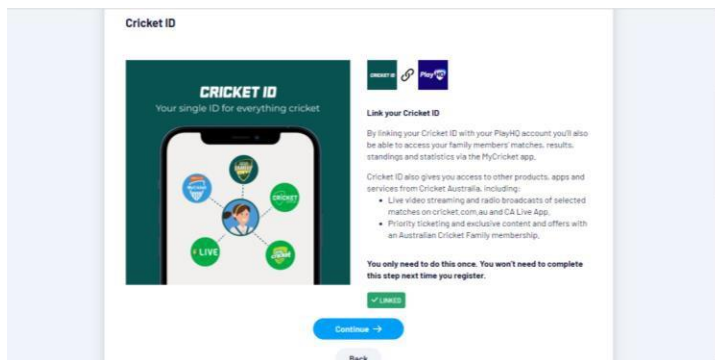 Cricket ID
CRICKET ID
Your single ID for everything cricket
CRICKET
LIVE
cricket
CRICKET ID
PlayHQ
Link your Cricket ID
By linking your Cricket ID with your PlayHQ account you'll also
be able to access your family members' matches, results,
standings and statistics via the MyCricket app.
Cricket ID also gives you access to other products, apps and
services from Cricket Australia, including:
• Live video streaming and radio broadcasts of selected
matches on cricket.com.au and CA Live App.
• Priority ticketing and exclusive content and offers with
an Australian Cricket Family membership.
You only need to do this once. You won't need to complete
this step next time you register.
✓ LINKED
Continue →
Back